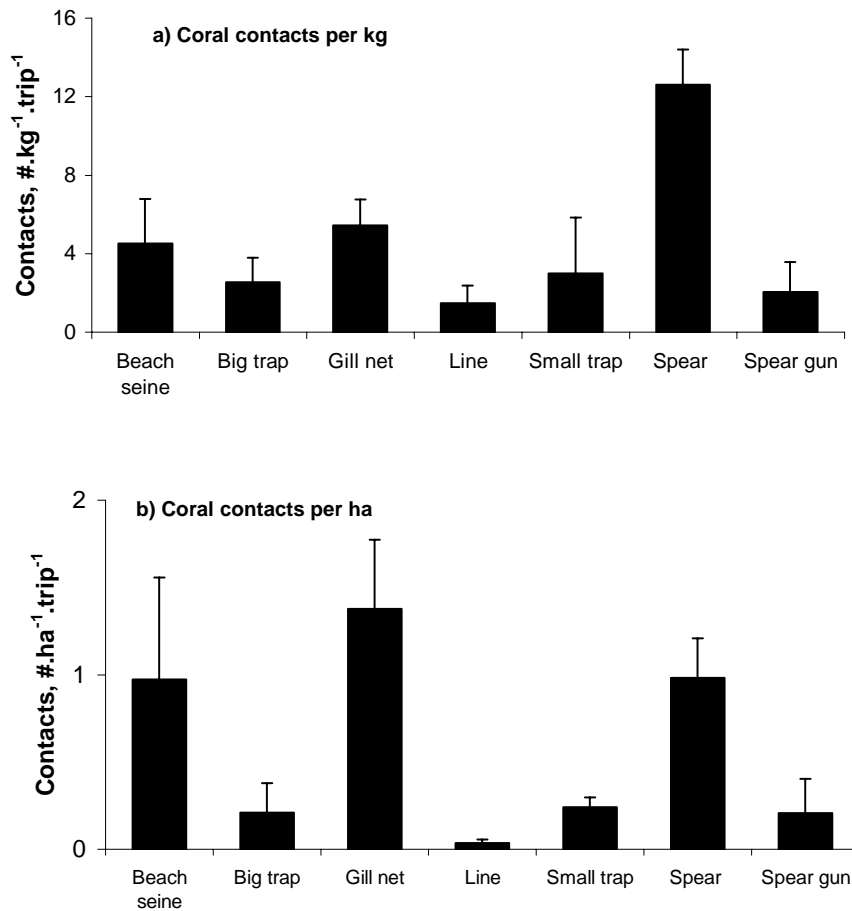 a) Coral contacts per kg
Contacts, #.kg⁻¹.trip⁻¹
16
12
8
4
0
Beach seine
Big trap
Gill net
Line
Small trap
Spear
Spear gun
b) Coral contacts per ha
Contacts, #.ha⁻¹.trip⁻¹
2
1
0
Beach seine
Big trap
Gill net
Line
Small trap
Spear
Spear gun